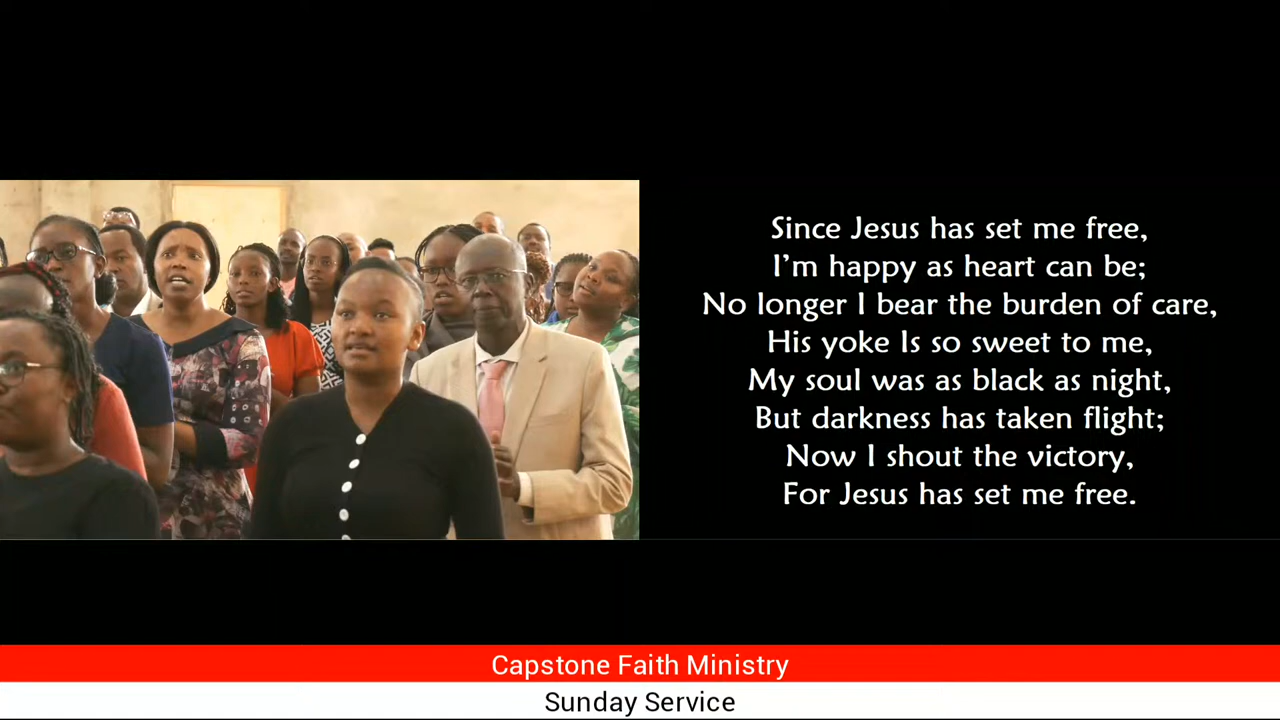 Since Jesus has set me free,
I'm happy as heart can be;
No longer I bear the burden of care,
His yoke Is so sweet to me,
My soul was as black as night,
But darkness has taken flight;
Now I shout the victory,
For Jesus has set me free.
Capstone Faith Ministry
Sunday Service